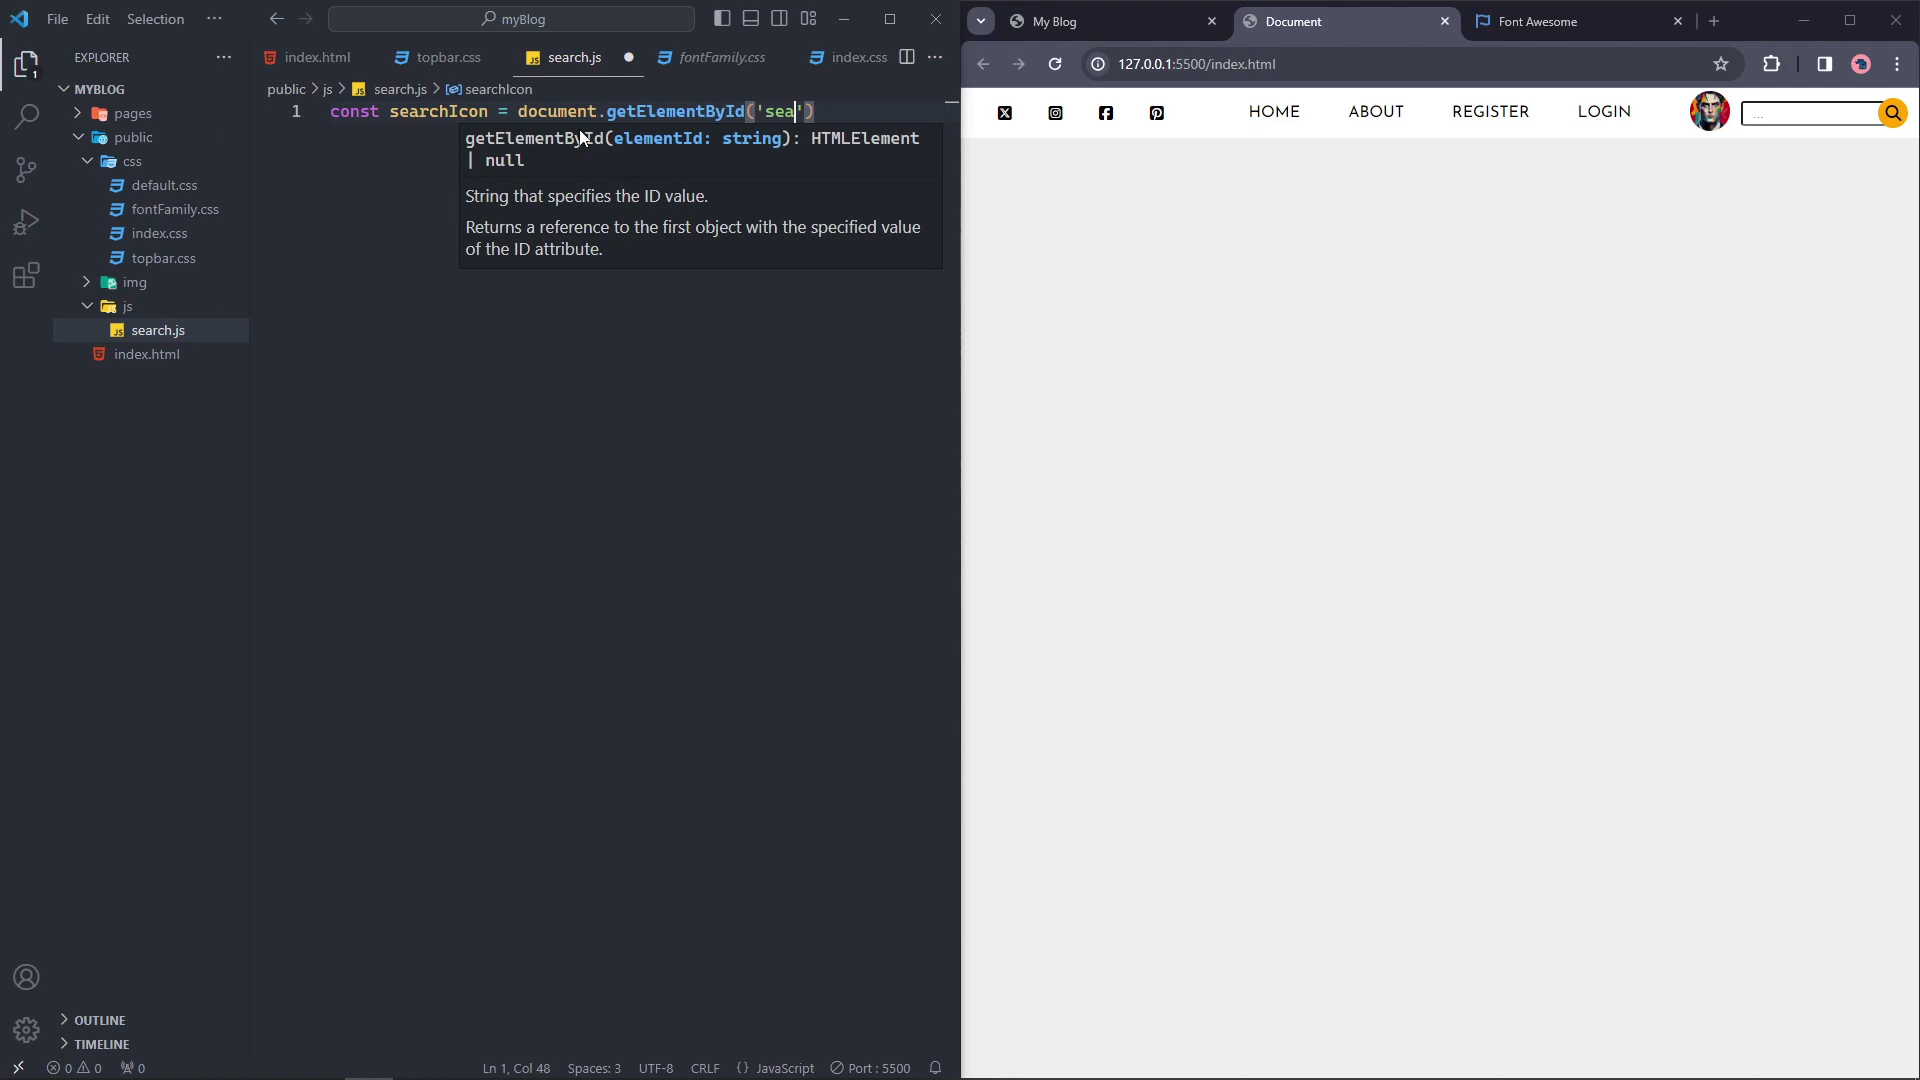 File Edit Selection ··· myBlog
EXPLORER ···
MYBLOG
pages
public
css
default.css
fontFamily.css
index.css
topbar.css
img
js
search.js
index.html
OUTLINE
TIMELINE
index.html topbar.css search.js fontFamily.css index.css ···
public > js > JS search.js > searchIcon
1 const searchIcon = document.getElementById('sea')
getElementById(elementId: string): HTMLElement
| null
String that specifies the ID value.
Returns a reference to the first object with the specified value
of the ID attribute.
0 0 0 Ln 1, Col 48 Spaces: 3 UTF-8 CRLF {} JavaScript Port : 5500
My Blog Document Font Awesome
127.0.0.1:5500/index.html
HOME ABOUT REGISTER LOGIN ...